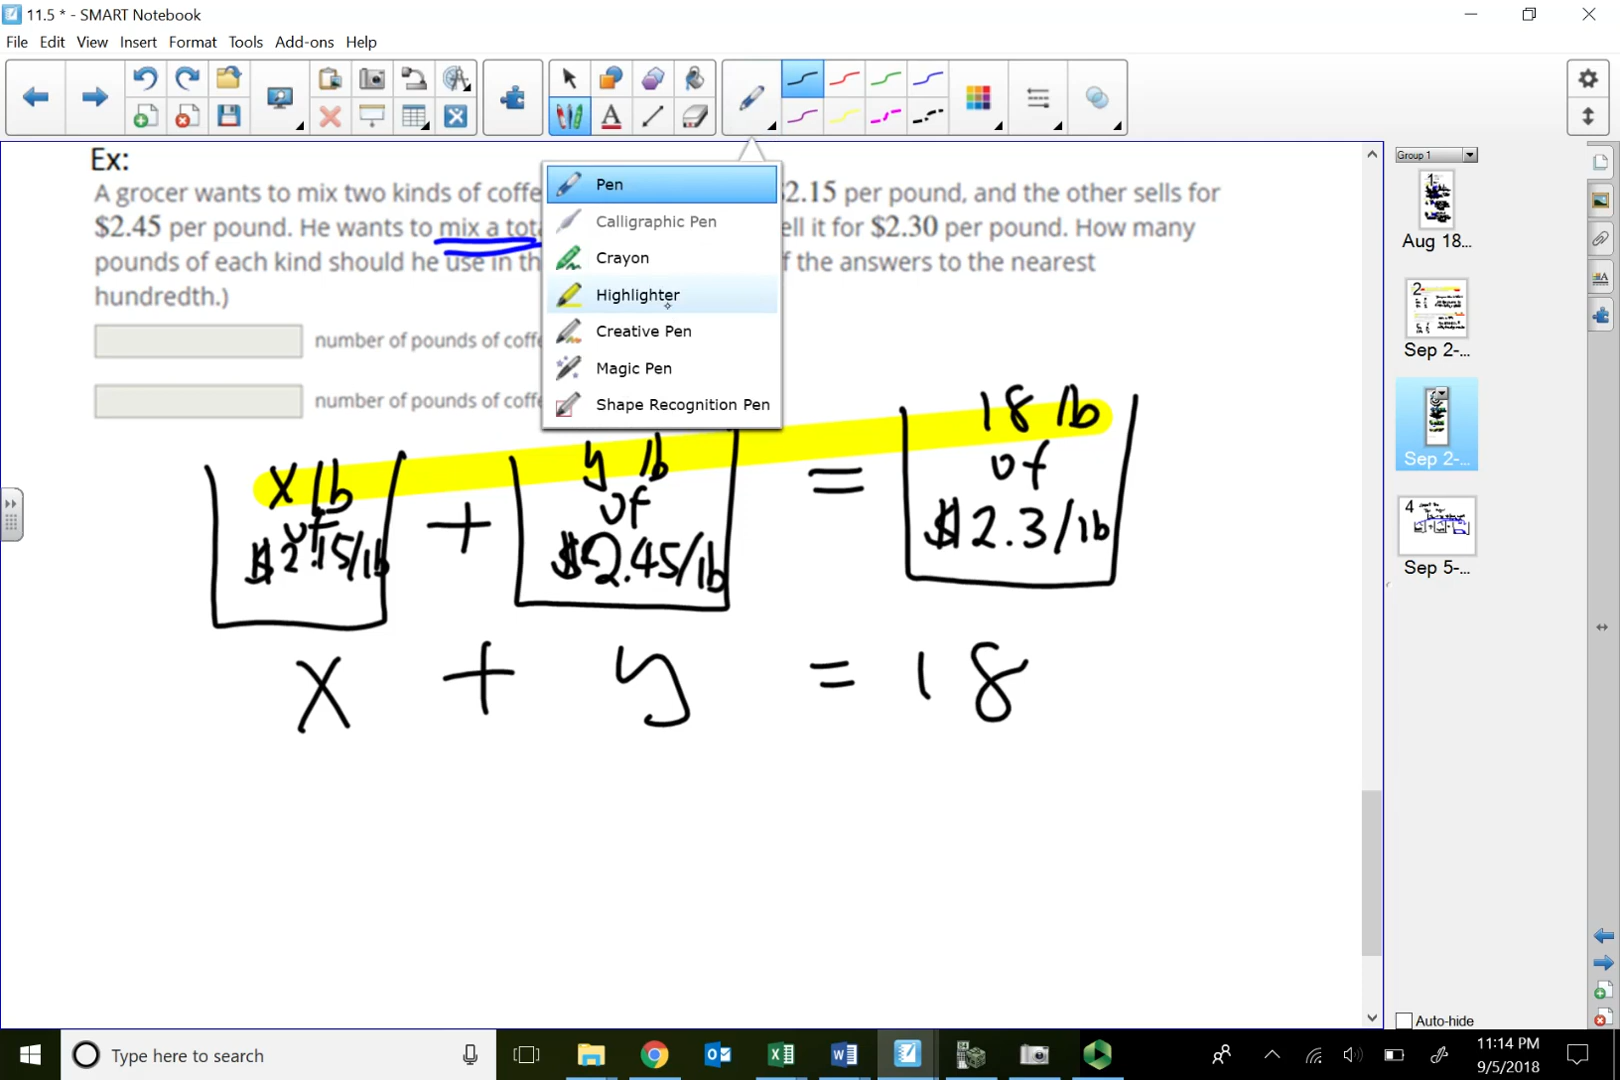 11.5 * - SMART Notebook
File Edit View Insert Format Tools Add-ons Help
Ex:
A grocer wants to mix two kinds of coffe
2.15 per pound, and the other sells for
$2.45 per pound. He wants to mix a tot
ell it for $2.30 per pound. How many
pounds of each kind should he use in th
f the answers to the nearest
hundredth.)
number of pounds of coffe
number of pounds of coffe
Pen
Calligraphic Pen
Crayon
Highlighter
Creative Pen
Magic Pen
Shape Recognition Pen
x lb
of
$2.15/lb
+
y lb
of
$2.45/lb
=
18 lb
of
$2.3/lb
x + y = 18
Group 1
1
Aug 18...
2
Sep 2-...
Sep 2-...
4
Sep 5-...
Auto-hide
Type here to search
11:14 PM
9/5/2018